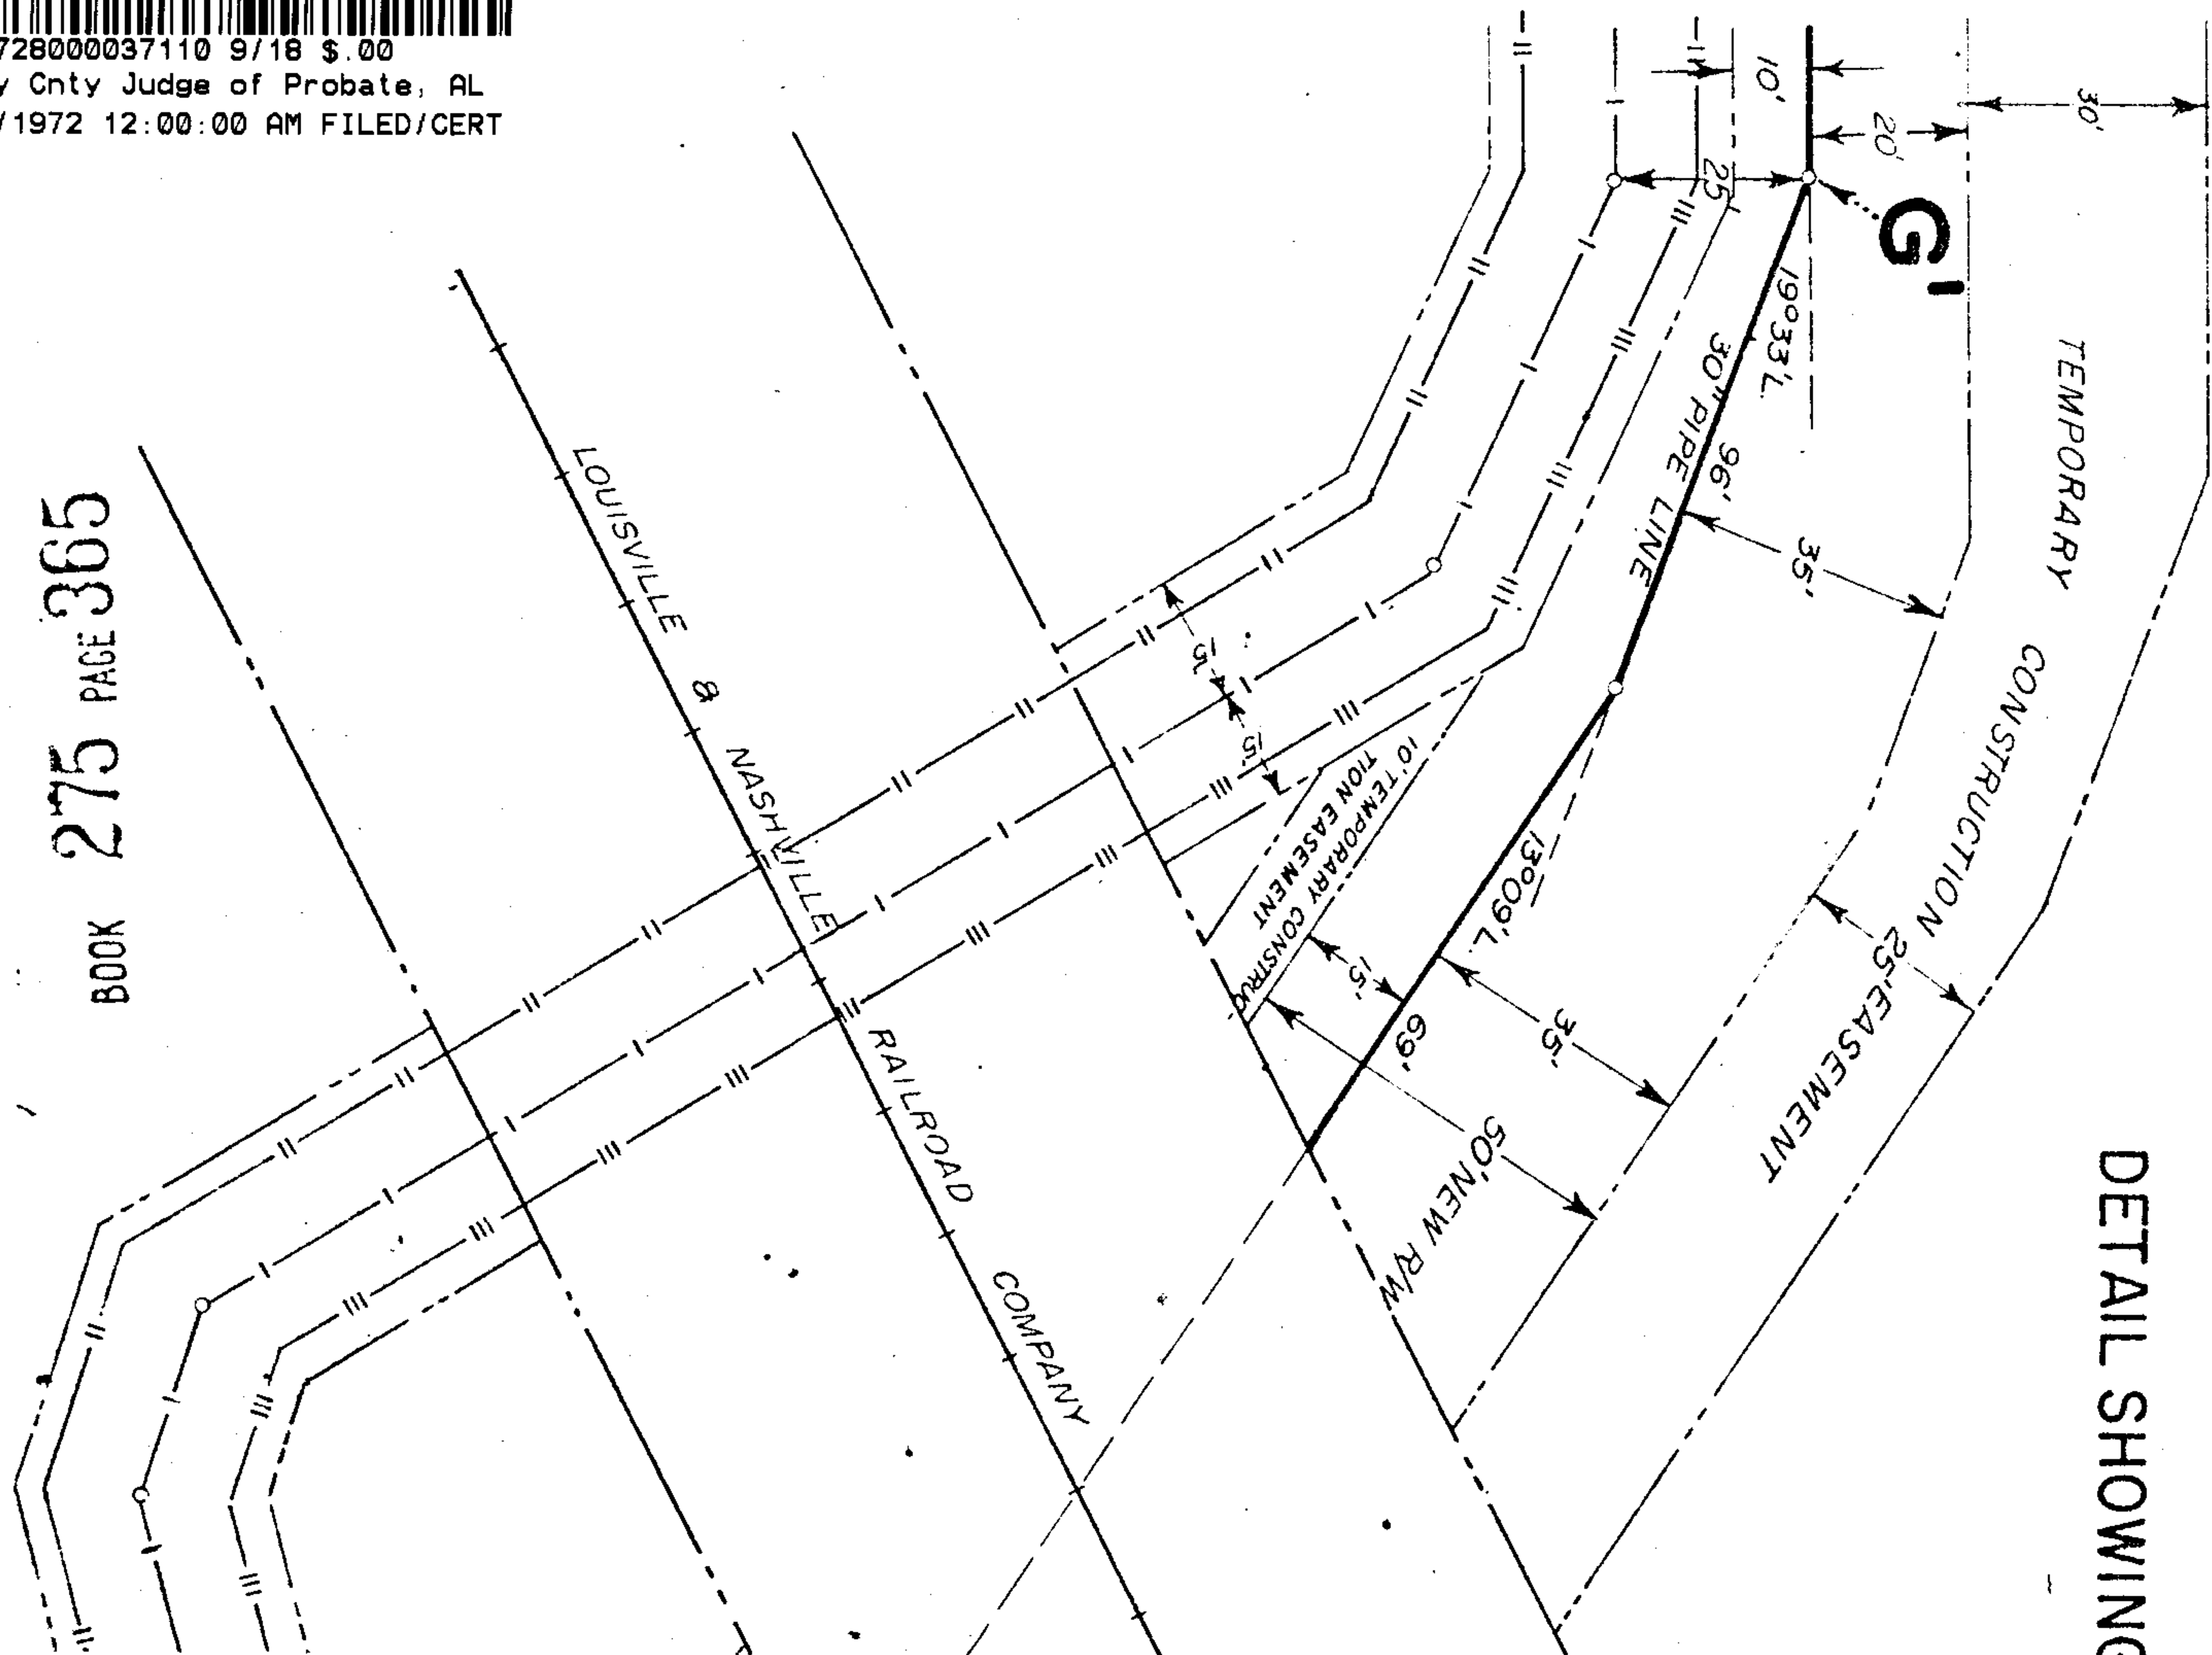 728000037110 9/18 $.00
Cnty Judge of Probate, AL
/1972 12:00:00 AM FILED/CERT
BOOK 275 PAGE 365
10'
20'
30'
25'
G'
19°33'L.
96'
30" PIPE LINE
35'
TEMPORARY CONSTRUCTION 25' EASEMENT
15'
15'
10' TEMPORARY CONSTRUC
TION EASEMENT
13°09'L.
15'
69'
35'
50' NEW R/W
LOUISVILLE & NASHVILLE RAILROAD COMPANY
DETAIL SHOWING